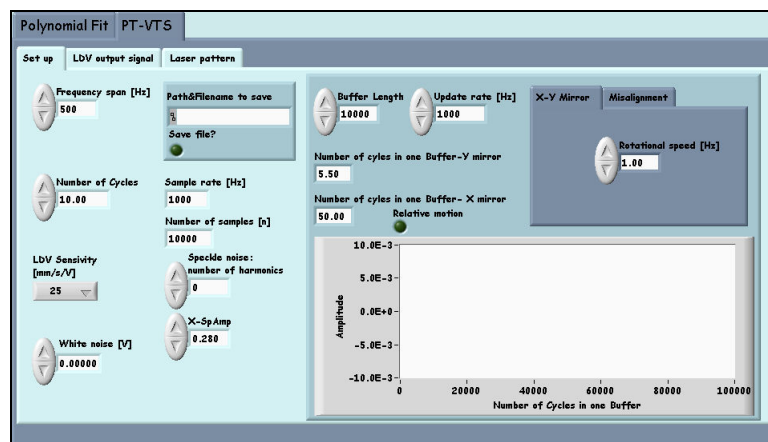 Polynomial Fit PT-VTS
Set up LDV output signal Laser pattern
Frequency span [Hz]
500
Path&Filename to save
%
Save file?
Number of Cycles
10.00
Sample rate [Hz]
1000
Number of samples [n]
10000
LDV Sensivity
[mm/s/V]
25
Speckle noise:
number of harmonics
0
X-SpAmp
0.280
White noise [V]
0.00000
Buffer Length
10000
Update rate [Hz]
1000
Number of cyles in one Buffer-Y mirror
5.50
Number of cyles in one Buffer- X mirror
50.00
Relative motion
X-Y Mirror Misalignment
Rotational speed [Hz]
1.00
Amplitude
10.0E-3
5.0E-3
0.0E+0
-5.0E-3
-10.0E-3
0 20000 40000 60000 80000 100000
Number of Cycles in one Buffer